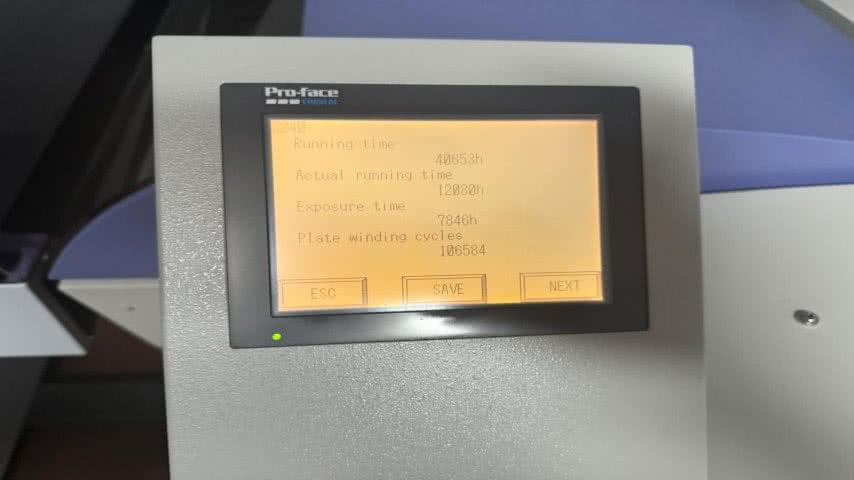 Pro-face
240
Running time
40653h
Actual running time
12080h
Exposure time
7846h
Plate winding cycles
106584
ESC SAVE NEXT